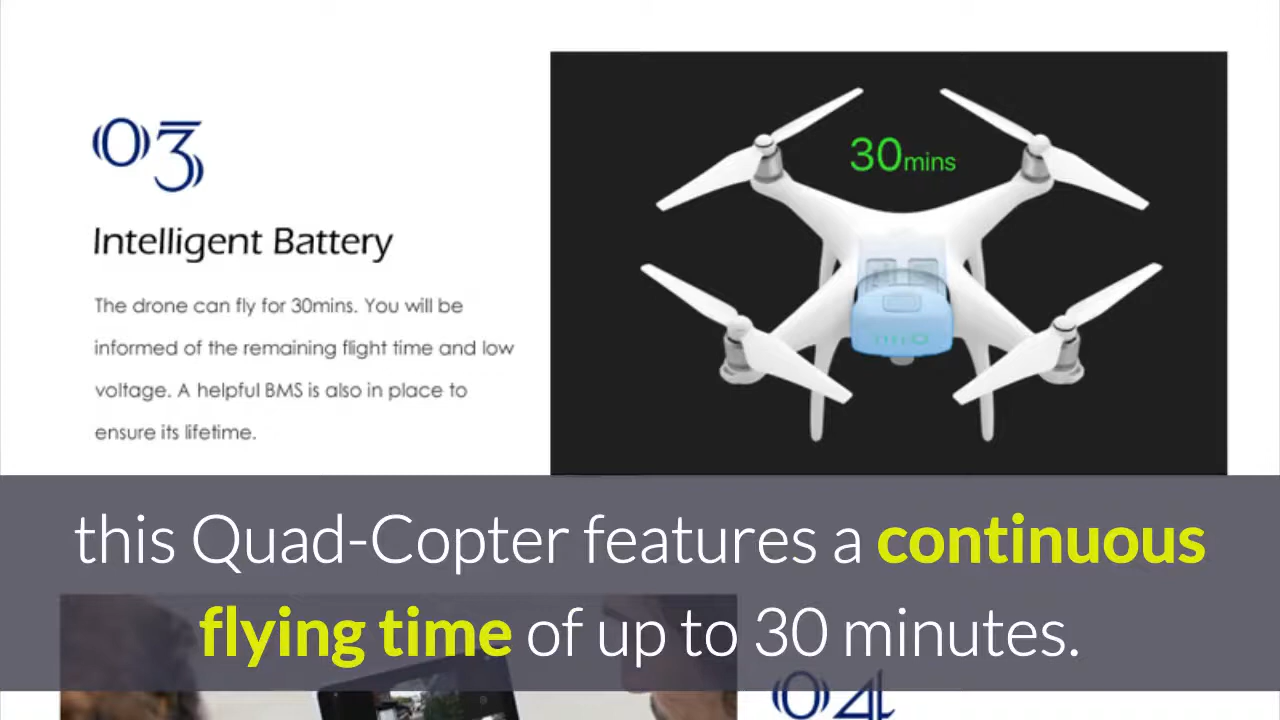 03
Intelligent Battery
The drone can fly for 30mins. You will be
informed of the remaining flight time and low
voltage. A helpful BMS is also in place to
ensure its lifetime.
30mins
this Quad-Copter features a continuous
flying time of up to 30 minutes.
04